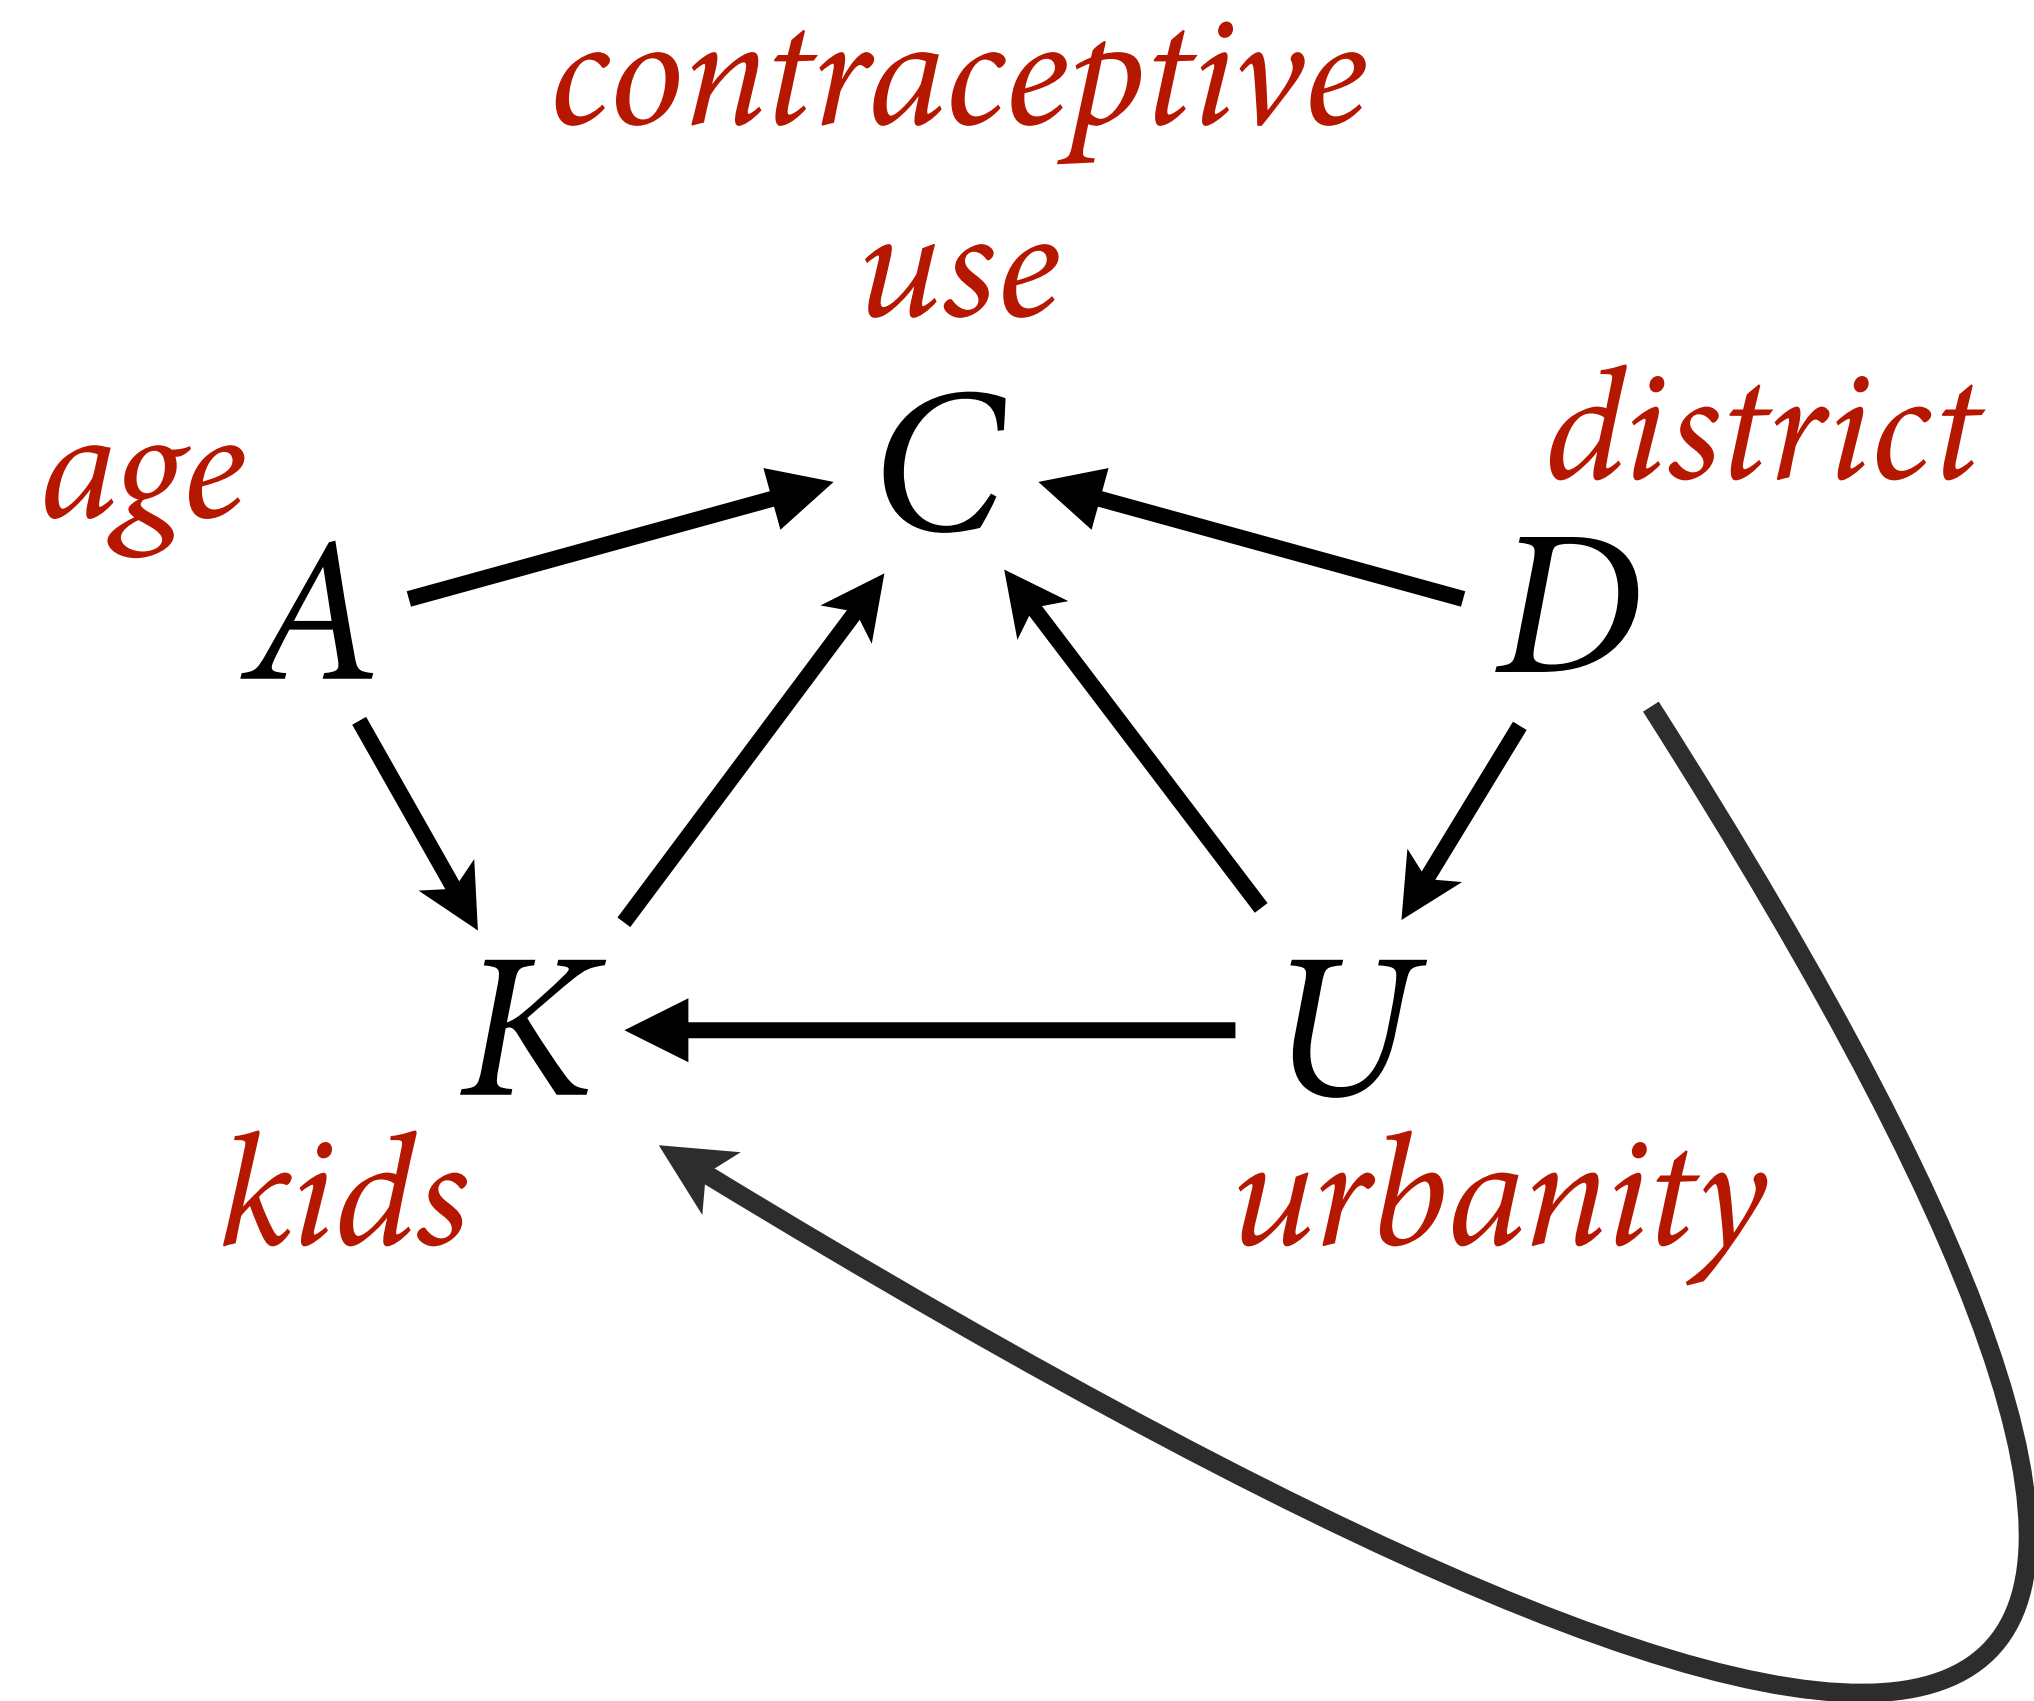 contraceptive
use
C
age
district
A
D
K
U
kids
urbanity